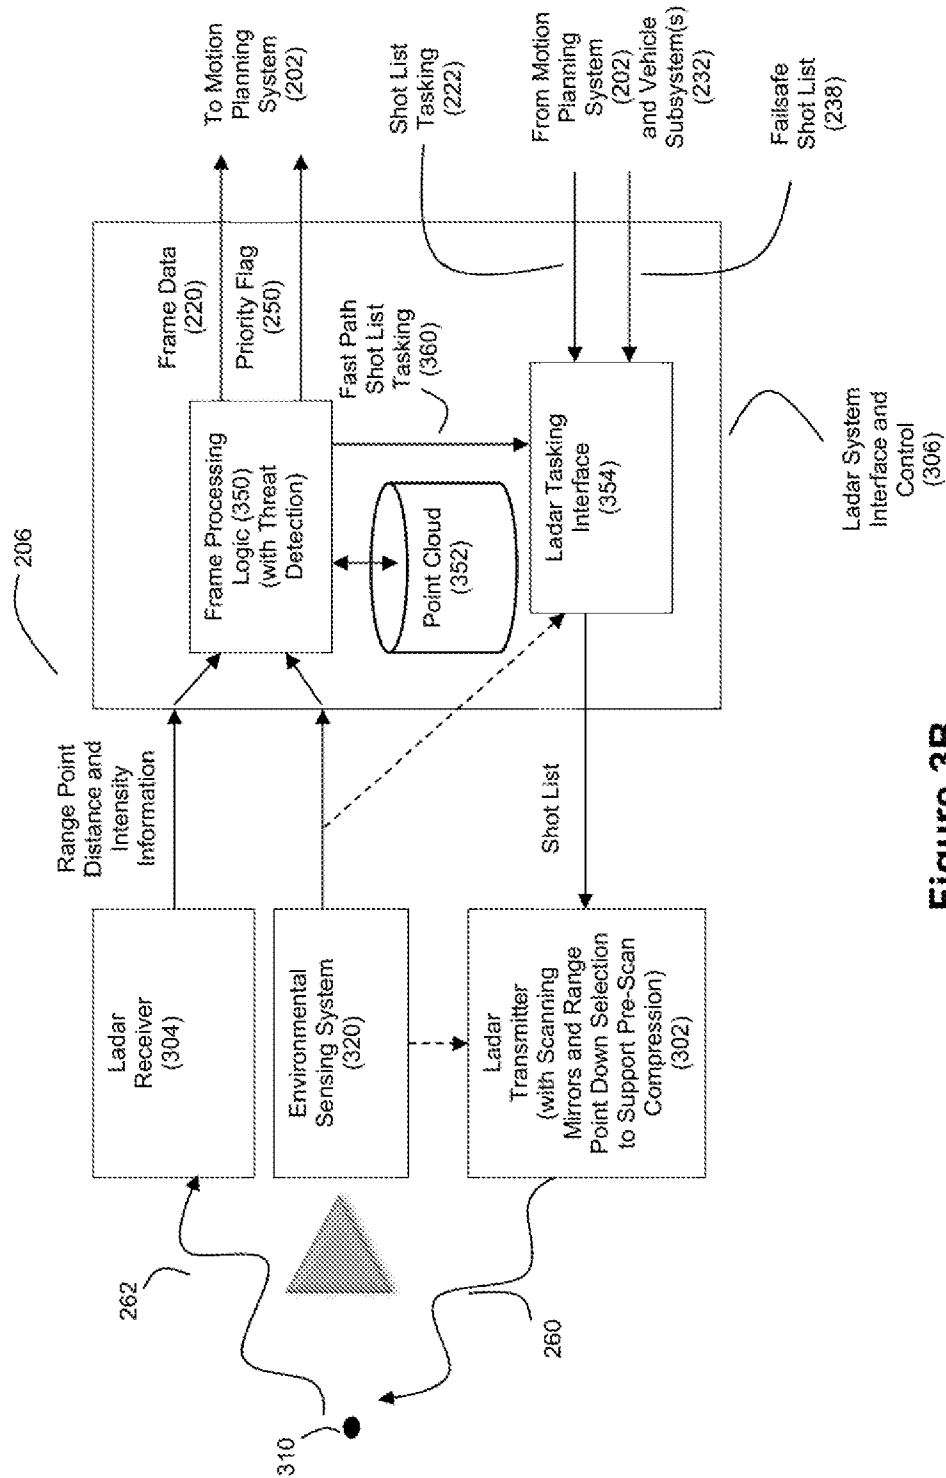 206
Range Point
Distance and
Intensity
Information
Frame Data
(220)
Priority Flag
(250)
To Motion
Planning
System
(202)
Ladar
Receiver
(304)
Frame Processing
Logic (350)
(with Threat
Detection)
Fast Path
Shot List
Tasking
(360)
Shot List
Tasking
(222)
262
Environmental
Sensing System
(320)
Point Cloud
(352)
From Motion
Planning
System
(202)
and Vehicle
Subsystem(s)
(232)
310
Shot List
Ladar Tasking
Interface
(354)
Failsafe
Shot List
(238)
260
Ladar
Transmitter
(with Scanning
Mirrors and Range
Point Down Selection
to Support Pre-Scan
Compression)
(302)
Ladar System
Interface and
Control
(306)
Figure 3B